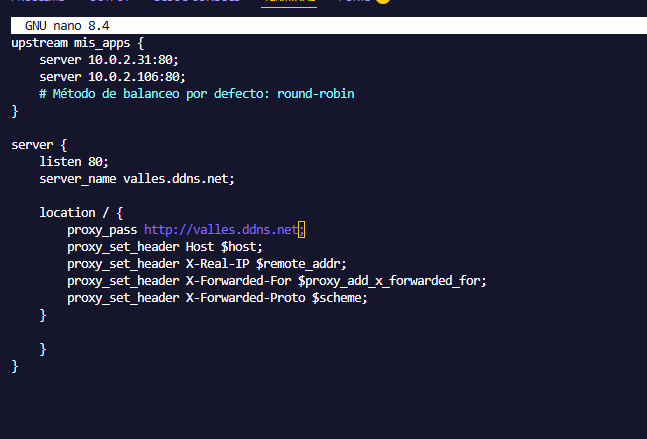 GNU nano 8.4
upstream mis_apps {
    server 10.0.2.31:80;
    server 10.0.2.106:80;
    # Método de balanceo por defecto: round-robin
}

server {
    listen 80;
    server_name valles.ddns.net;

    location / {
        proxy_pass http://valles.ddns.net;
        proxy_set_header Host $host;
        proxy_set_header X-Real-IP $remote_addr;
        proxy_set_header X-Forwarded-For $proxy_add_x_forwarded_for;
        proxy_set_header X-Forwarded-Proto $scheme;
    }

    }
}